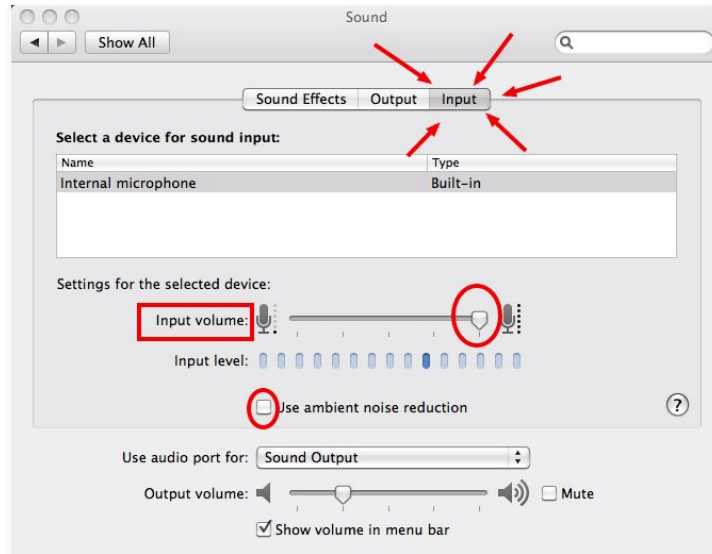 Sound
Show All
Sound Effects Output Input
Select a device for sound input:
Name Type
Internal microphone Built-in
Settings for the selected device:
Input volume:
Input level:
Use ambient noise reduction ?
Use audio port for: Sound Output
Output volume: Mute
Show volume in menu bar